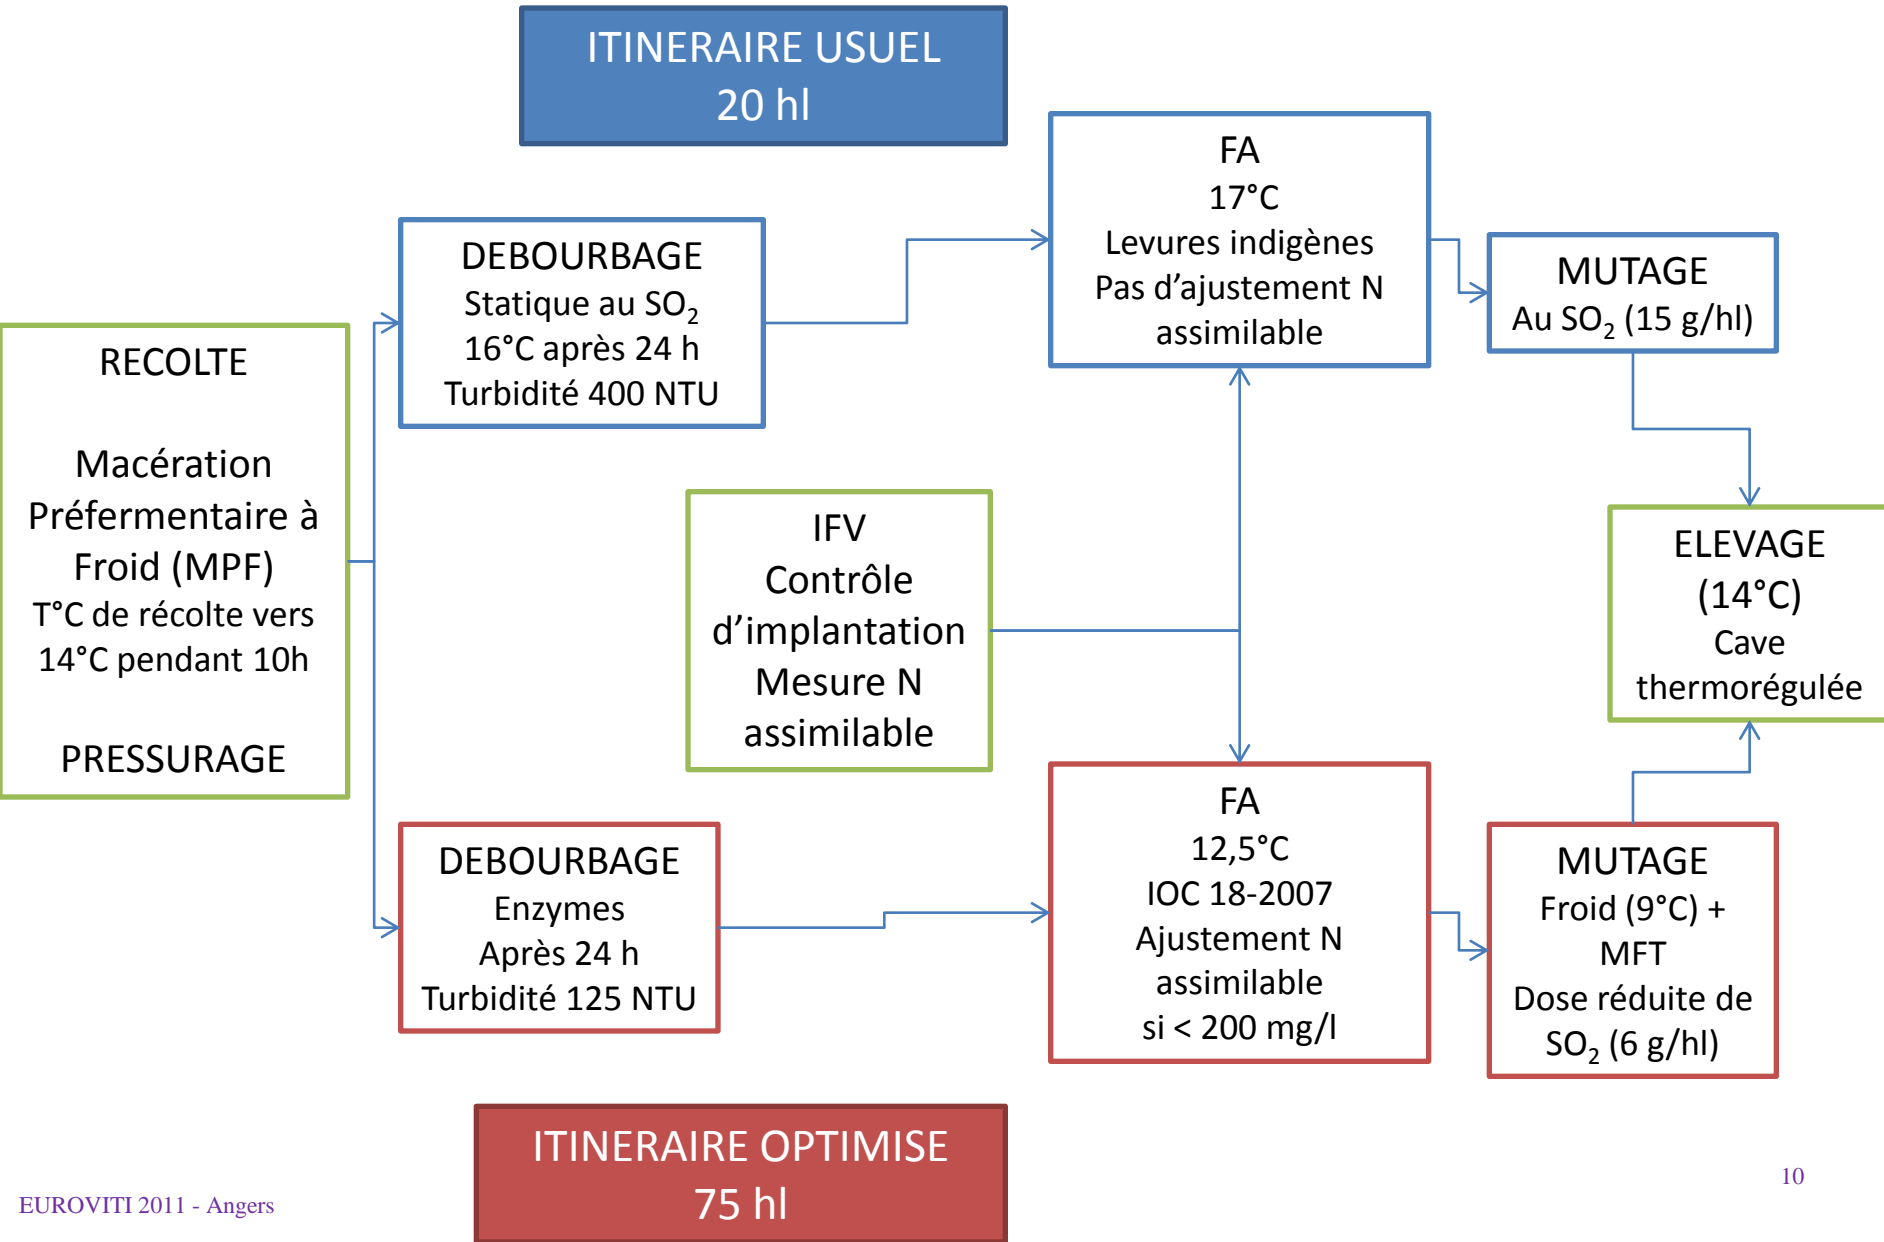 ITINERAIRE USUEL
20 hl
RECOLTE
Macération
Préfermentaire à
Froid (MPF)
T°C de récolte vers
14°C pendant 10h
PRESSURAGE
DEBOURBAGE
Statique au SO₂
16°C après 24 h
Turbidité 400 NTU
FA
17°C
Levures indigènes
Pas d’ajustement N
assimilable
MUTAGE
Au SO₂ (15 g/hl)
IFV
Contrôle
d’implantation
Mesure N
assimilable
ELEVAGE
(14°C)
Cave
thermorégulée
DEBOURBAGE
Enzymes
Après 24 h
Turbidité 125 NTU
FA
12,5°C
IOC 18-2007
Ajustement N
assimilable
si < 200 mg/l
MUTAGE
Froid (9°C) +
MFT
Dose réduite de
SO₂ (6 g/hl)
ITINERAIRE OPTIMISE
75 hl
EUROVITI 2011 - Angers
10